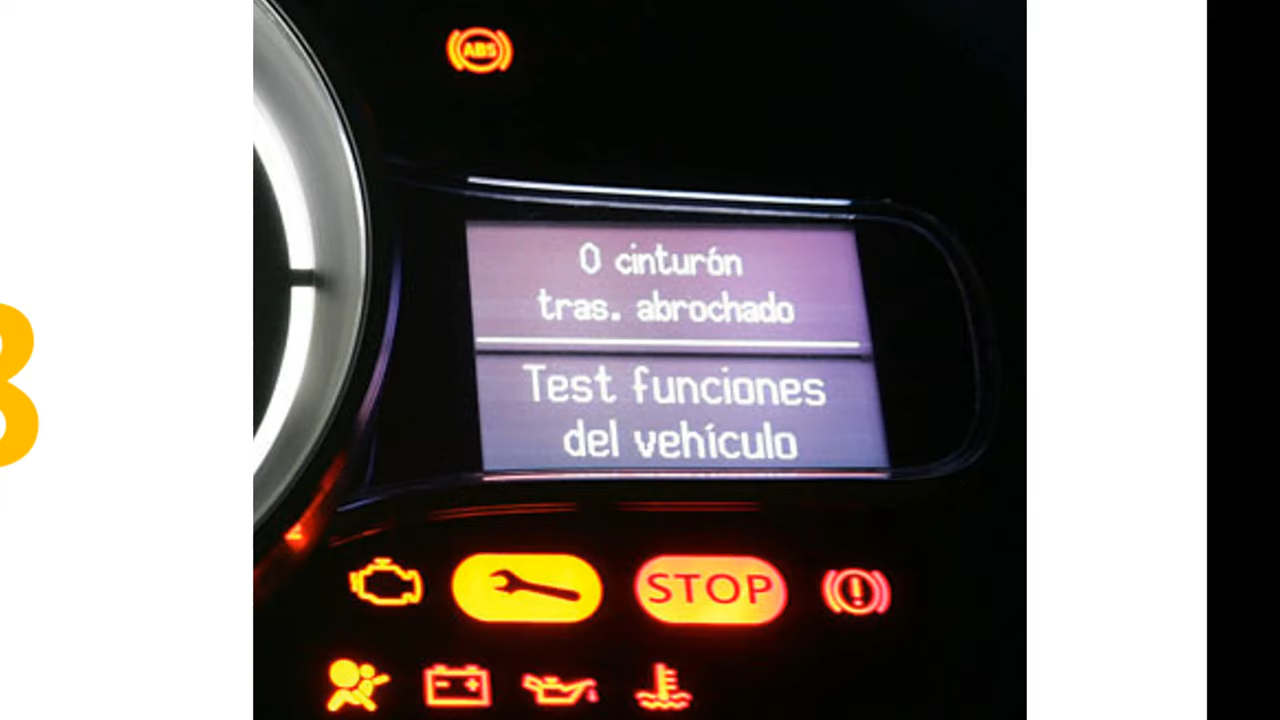 ABS
0 cinturón
tras. abrochado
Test funciones
del vehículo
STOP